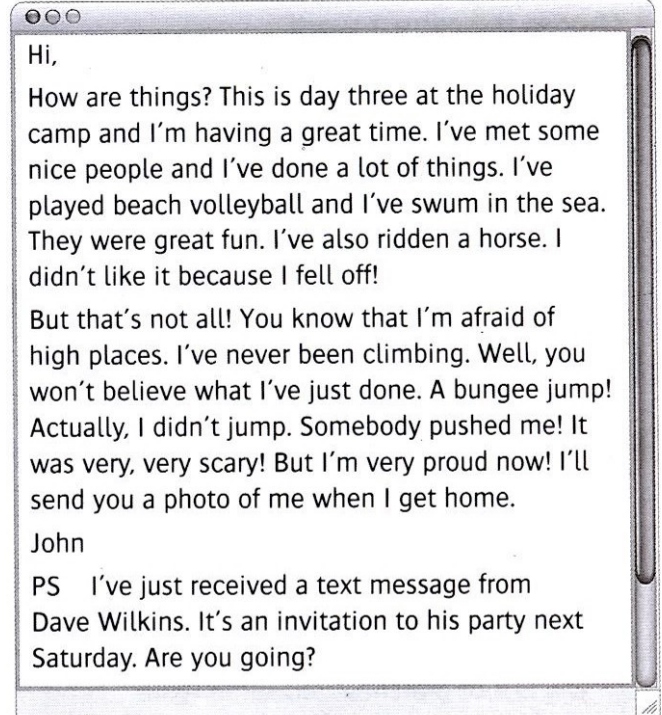 Hi,
How are things? This is day three at the holiday
camp and I'm having a great time. I've met some
nice people and I've done a lot of things. I've
played beach volleyball and I've swum in the sea.
They were great fun. I've also ridden a horse. I
didn't like it because I fell off!
But that's not all! You know that I'm afraid of
high places. I've never been climbing. Well, you
won't believe what I've just done. A bungee jump!
Actually, I didn't jump. Somebody pushed me! It
was very, very scary! But I'm very proud now! I'll
send you a photo of me when I get home.
John
PS I've just received a text message from
Dave Wilkins. It's an invitation to his party next
Saturday. Are you going?